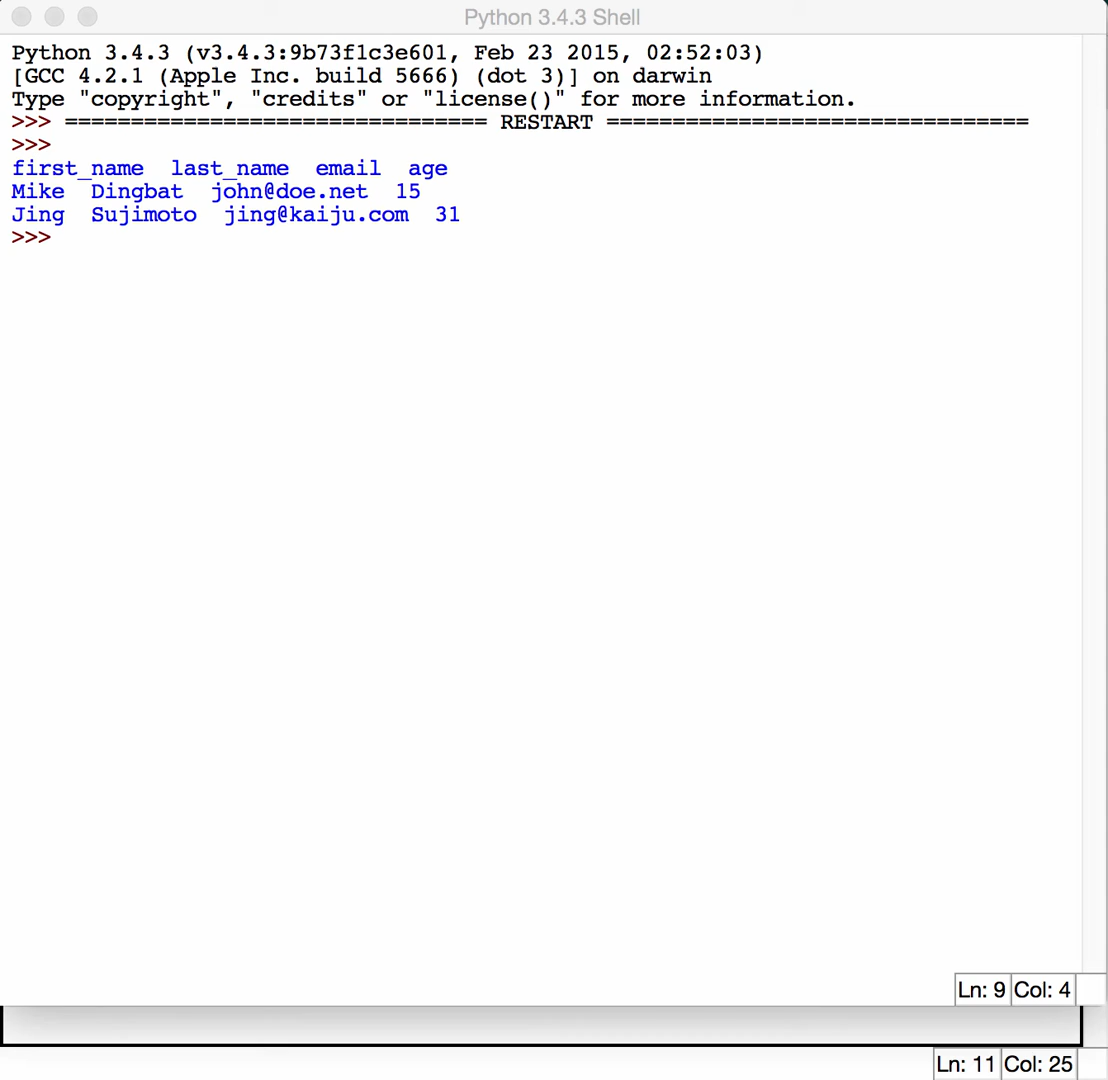 Python 3.4.3 Shell
Python 3.4.3 (v3.4.3:9b73f1c3e601, Feb 23 2015, 02:52:03)
[GCC 4.2.1 (Apple Inc. build 5666) (dot 3)] on darwin
Type "copyright", "credits" or "license()" for more information.
>>> ================================ RESTART ================================
>>>
first_name  last_name  email  age
Mike  Dingbat  john@doe.net  15
Jing  Sujimoto  jing@kaiju.com  31
>>>
Ln: 9 Col: 4
Ln: 11 Col: 25